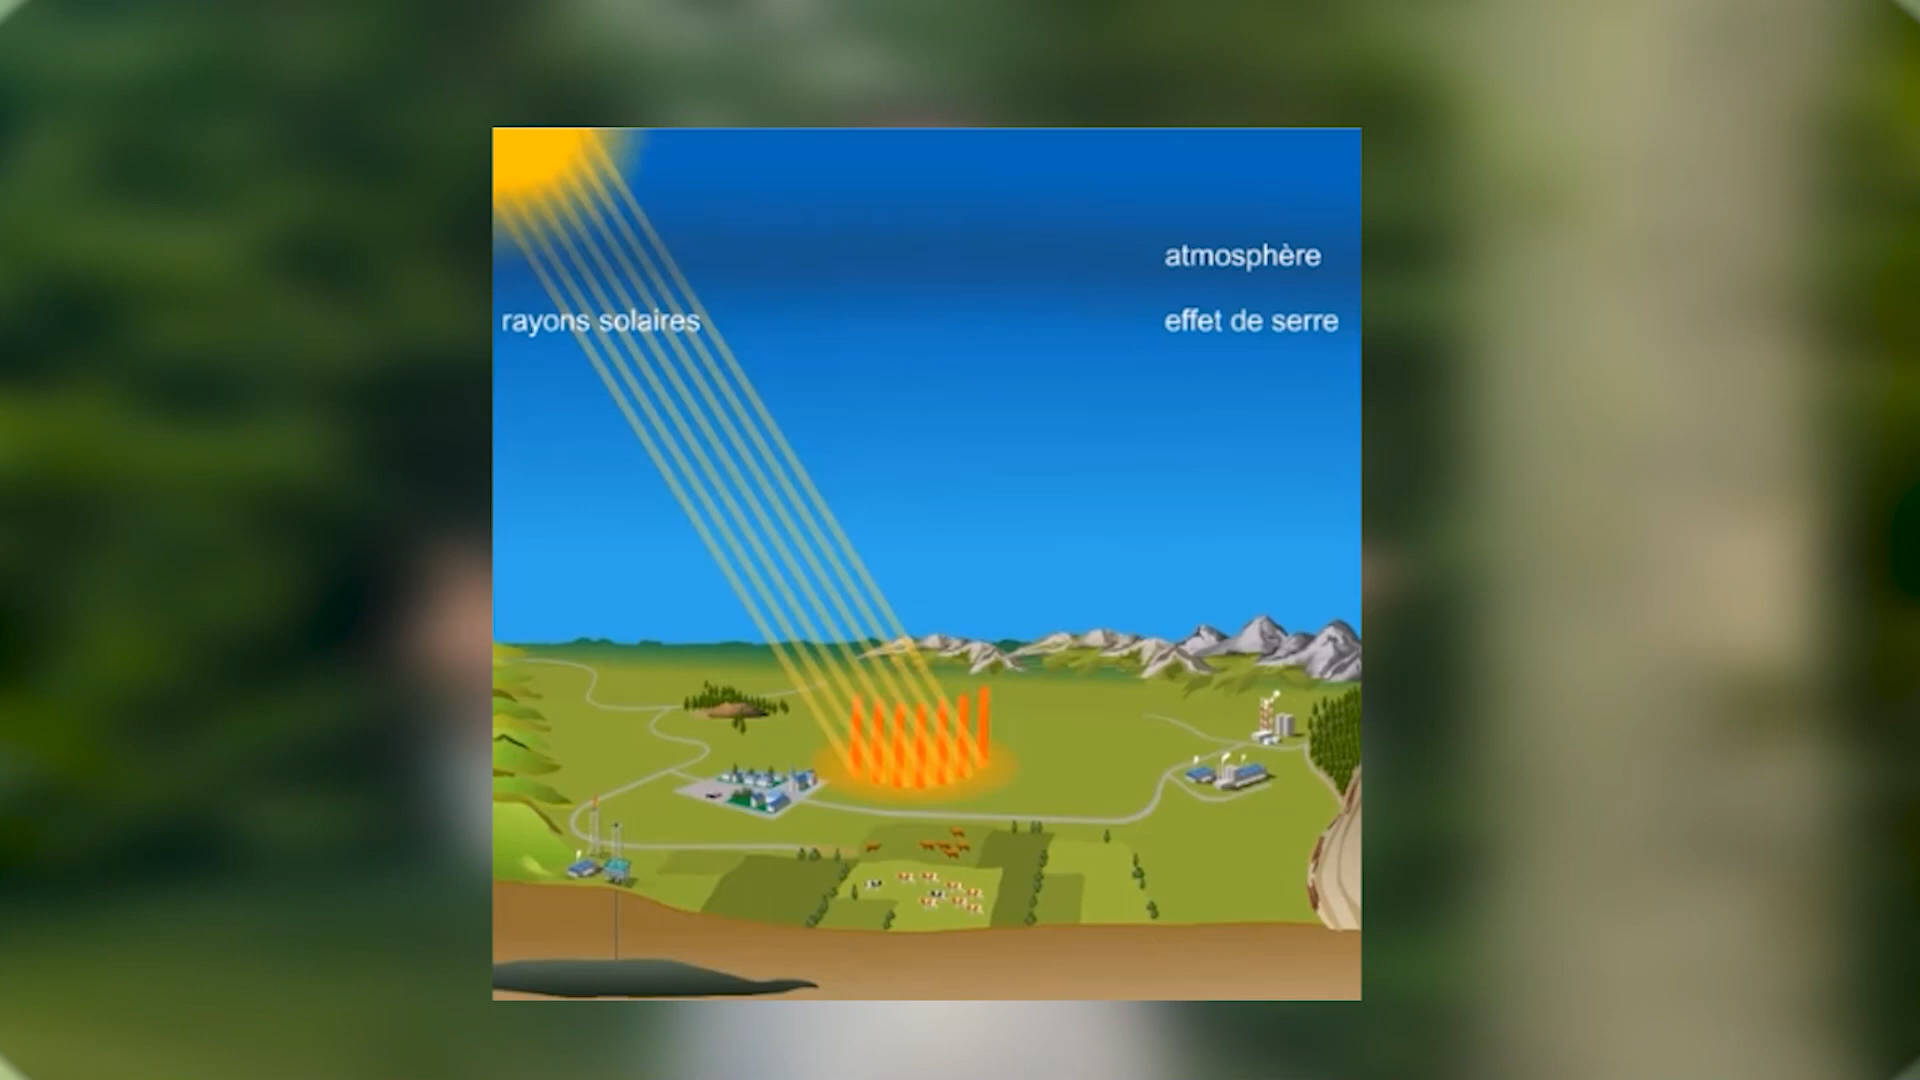 atmosphère
rayons solaires
effet de serre